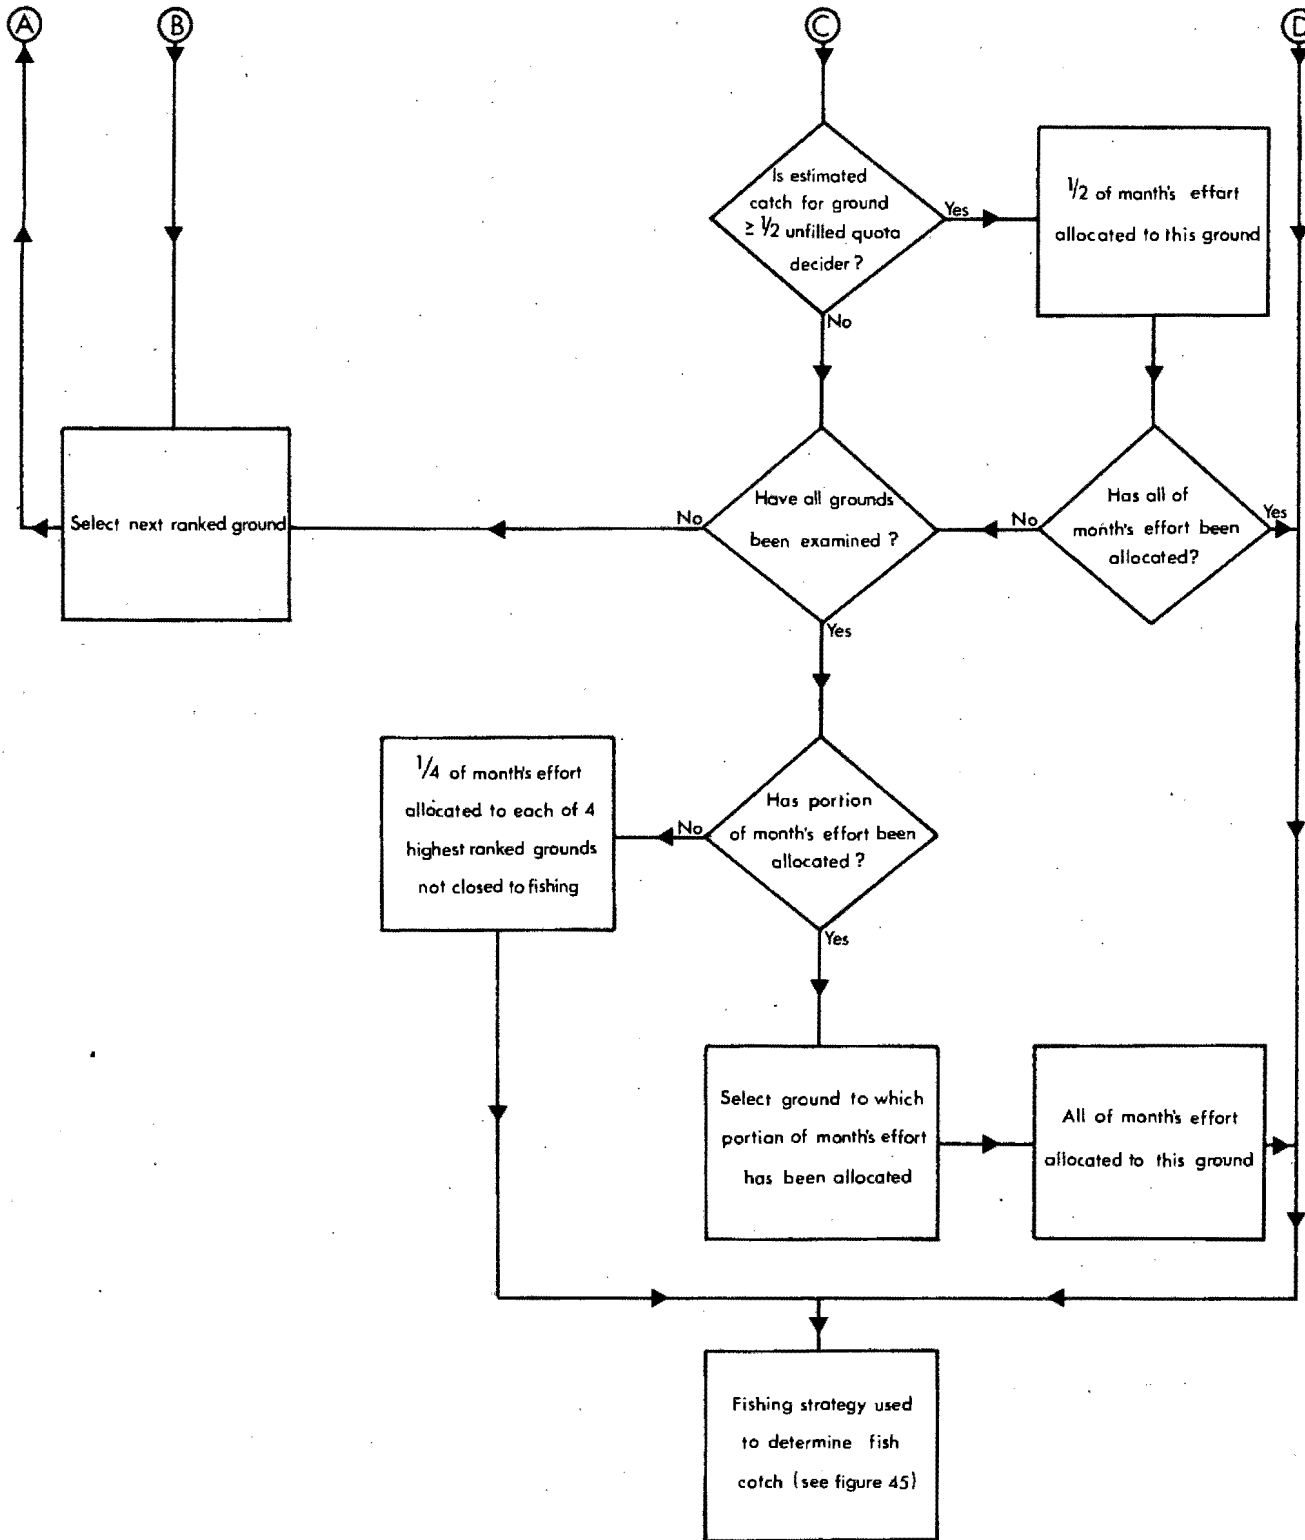 A
B
C
D
Is estimated
catch for ground
≥ 1/2 unfilled quota
decider ?
Yes
No
1/2 of manth's effart
allocated to this ground
Select next ranked ground
No
Have all grounds
been examined ?
Yes
No
Has all of
month's effort been
allocated?
Yes
1/4 of month's effort
allocated to each of 4
highest ranked grounds
not closed to fishing
No
Has portion
of month's effort been
allocated ?
Yes
Select ground to which
portion of month's effort
has been allocated
All of month's effort
allocated to this ground
Fishing strategy used
to determine fish
cotch (see figure 45)